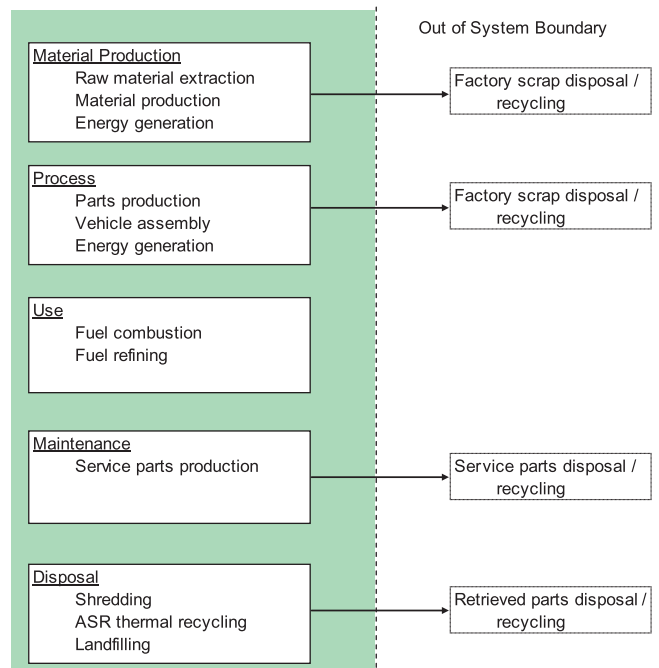 Out of System Boundary
Material Production
Raw material extraction
Material production
Energy generation
Factory scrap disposal /
recycling
Process
Parts production
Vehicle assembly
Energy generation
Factory scrap disposal /
recycling
Use
Fuel combustion
Fuel refining
Maintenance
Service parts production
Service parts disposal /
recycling
Disposal
Shredding
ASR thermal recycling
Landfilling
Retrieved parts disposal /
recycling